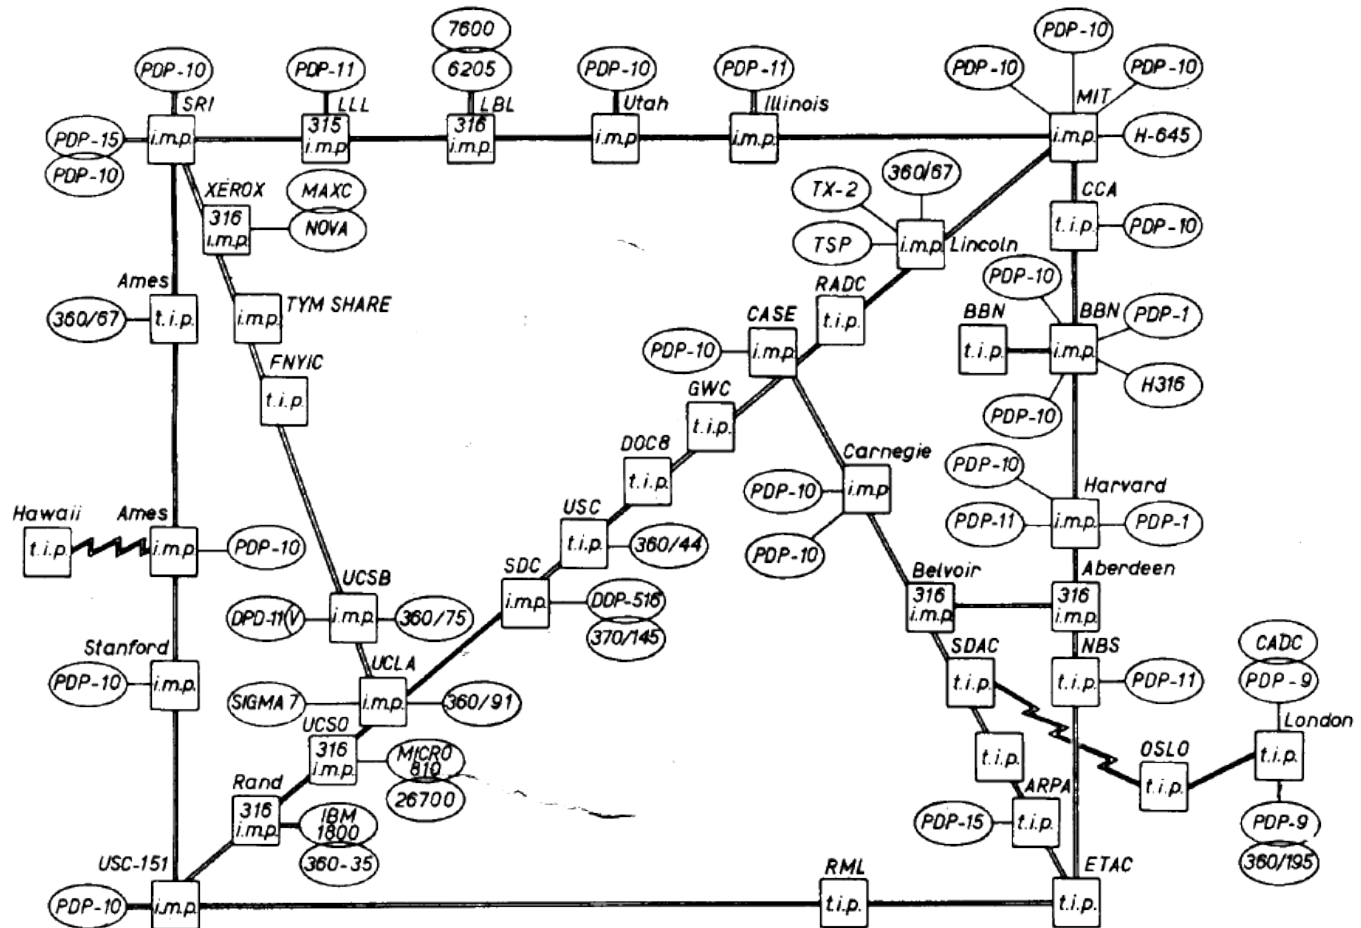 7600
6205
PDP-10
PDP-11
PDP-10
PDP-11
PDP-10
PDP-10
PDP-10
SRI
LLL
LBL
Utah
Illinois
MIT
PDP-15
PDP-10
i.m.p.
315
i.m.p.
316
i.m.p.
i.m.p.
i.m.p.
i.m.p.
H-645
XEROX
316
i.m.p.
MAXC
NOVA
TX-2
360/67
TSP
i.m.p.
Lincoln
CCA
t.i.p.
PDP-10
Ames
360/67
t.i.p.
i.m.p.
TYM SHARE
RADC
t.i.p.
PDP-10
BBN
t.i.p.
BBN
i.m.p.
PDP-1
H316
PDP-10
CASE
PDP-10
i.m.p.
FNYIC
t.i.p.
GWC
t.i.p.
DOC8
t.i.p.
Carnegie
PDP-10
i.m.p
PDP-10
PDP-10
Harvard
PDP-11
i.m.p.
PDP-1
Hawaii
t.i.p.
Ames
i.m.p
PDP-10
USC
t.i.p.
360/44
UCSB
DPD-11(V
i.m.p.
360/75
SDC
i.m.p.
DDP-516
370/145
Belvoir
316
i.m.p.
Aberdeen
316
i.m.p.
Stanford
PDP-10
i.m.p.
UCLA
SIGMA 7
i.m.p.
360/91
SDAC
t.i.p.
NBS
t.i.p.
PDP-11
CADC
PDP-9
London
t.i.p.
UCSO
316
i.m.p.
MICRO
810
26700
t.i.p.
OSLO
t.i.p.
Rand
316
i.m.p.
IBM
1800
360-35
ARPA
PDP-15
t.i.p.
PDP-9
360/195
USC-151
PDP-10
i.m.p.
RML
t.i.p.
ETAC
t.i.p.